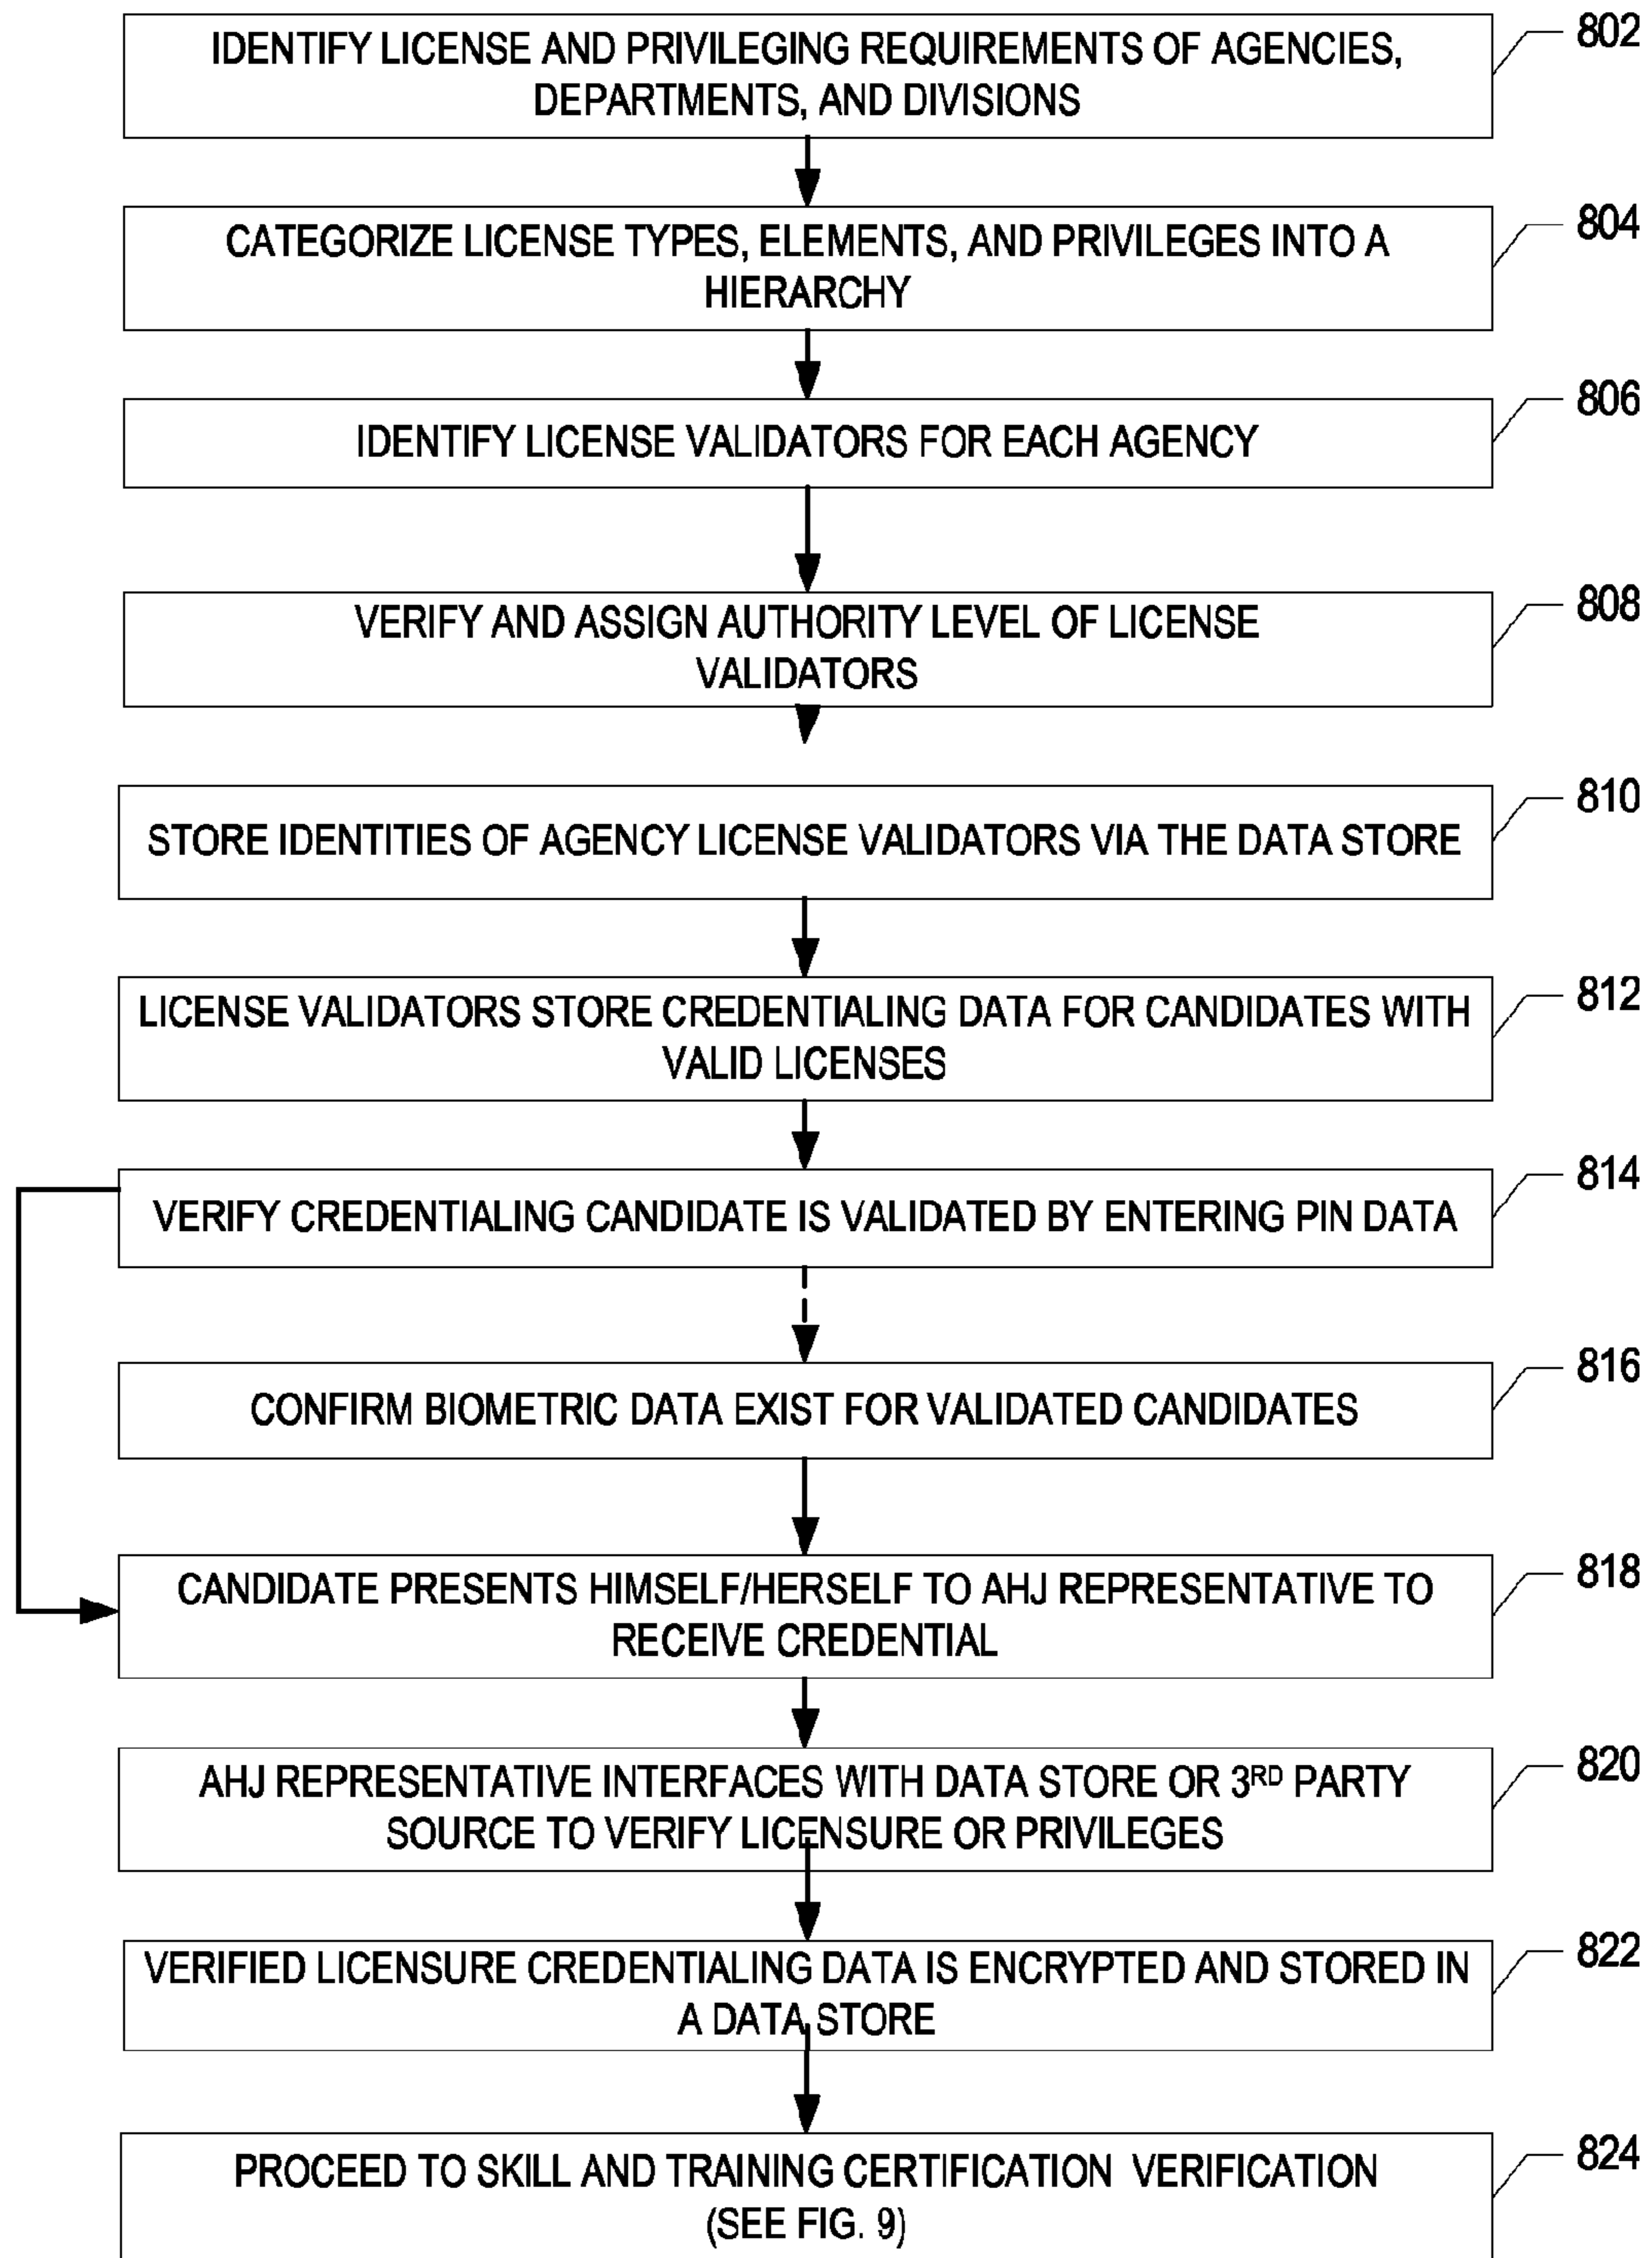 802
IDENTIFY LICENSE AND PRIVILEGING REQUIREMENTS OF AGENCIES,
DEPARTMENTS, AND DIVISIONS
804
CATEGORIZE LICENSE TYPES, ELEMENTS, AND PRIVILEGES INTO A
HIERARCHY
806
IDENTIFY LICENSE VALIDATORS FOR EACH AGENCY
808
VERIFY AND ASSIGN AUTHORITY LEVEL OF LICENSE
VALIDATORS
810
STORE IDENTITIES OF AGENCY LICENSE VALIDATORS VIA THE DATA STORE
812
LICENSE VALIDATORS STORE CREDENTIALING DATA FOR CANDIDATES WITH
VALID LICENSES
814
VERIFY CREDENTIALING CANDIDATE IS VALIDATED BY ENTERING PIN DATA
816
CONFIRM BIOMETRIC DATA EXIST FOR VALIDATED CANDIDATES
818
CANDIDATE PRESENTS HIMSELF/HERSELF TO AHJ REPRESENTATIVE TO
RECEIVE CREDENTIAL
820
AHJ REPRESENTATIVE INTERFACES WITH DATA STORE OR 3RD PARTY
SOURCE TO VERIFY LICENSURE OR PRIVILEGES
822
VERIFIED LICENSURE CREDENTIALING DATA IS ENCRYPTED AND STORED IN
A DATA STORE
824
PROCEED TO SKILL AND TRAINING CERTIFICATION VERIFICATION
(SEE FIG. 9)